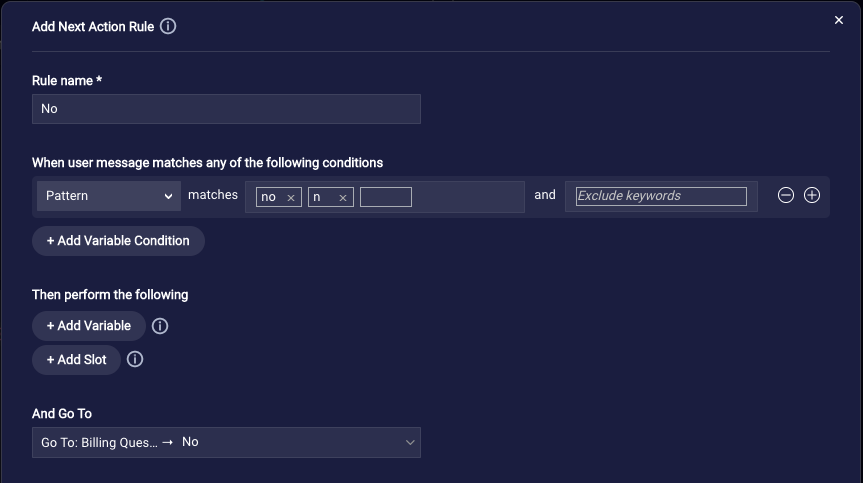 Add Next Action Rule
Rule name *
No
When user message matches any of the following conditions
Pattern matches no × n × and Exclude keywords
+ Add Variable Condition
Then perform the following
+ Add Variable
+ Add Slot
And Go To
Go To: Billing Ques... → No